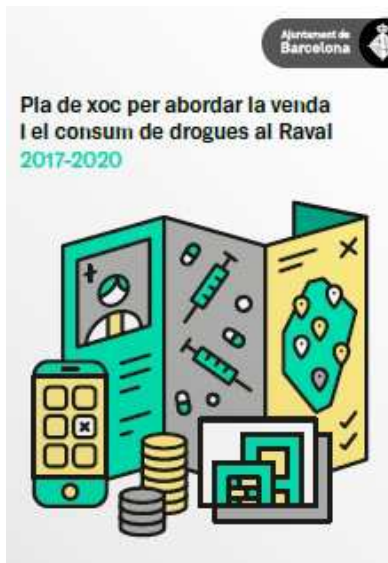 Ajuntament de
Barcelona
Pla de xoc per abordar la venda
i el consum de drogues al Raval
2017-2020